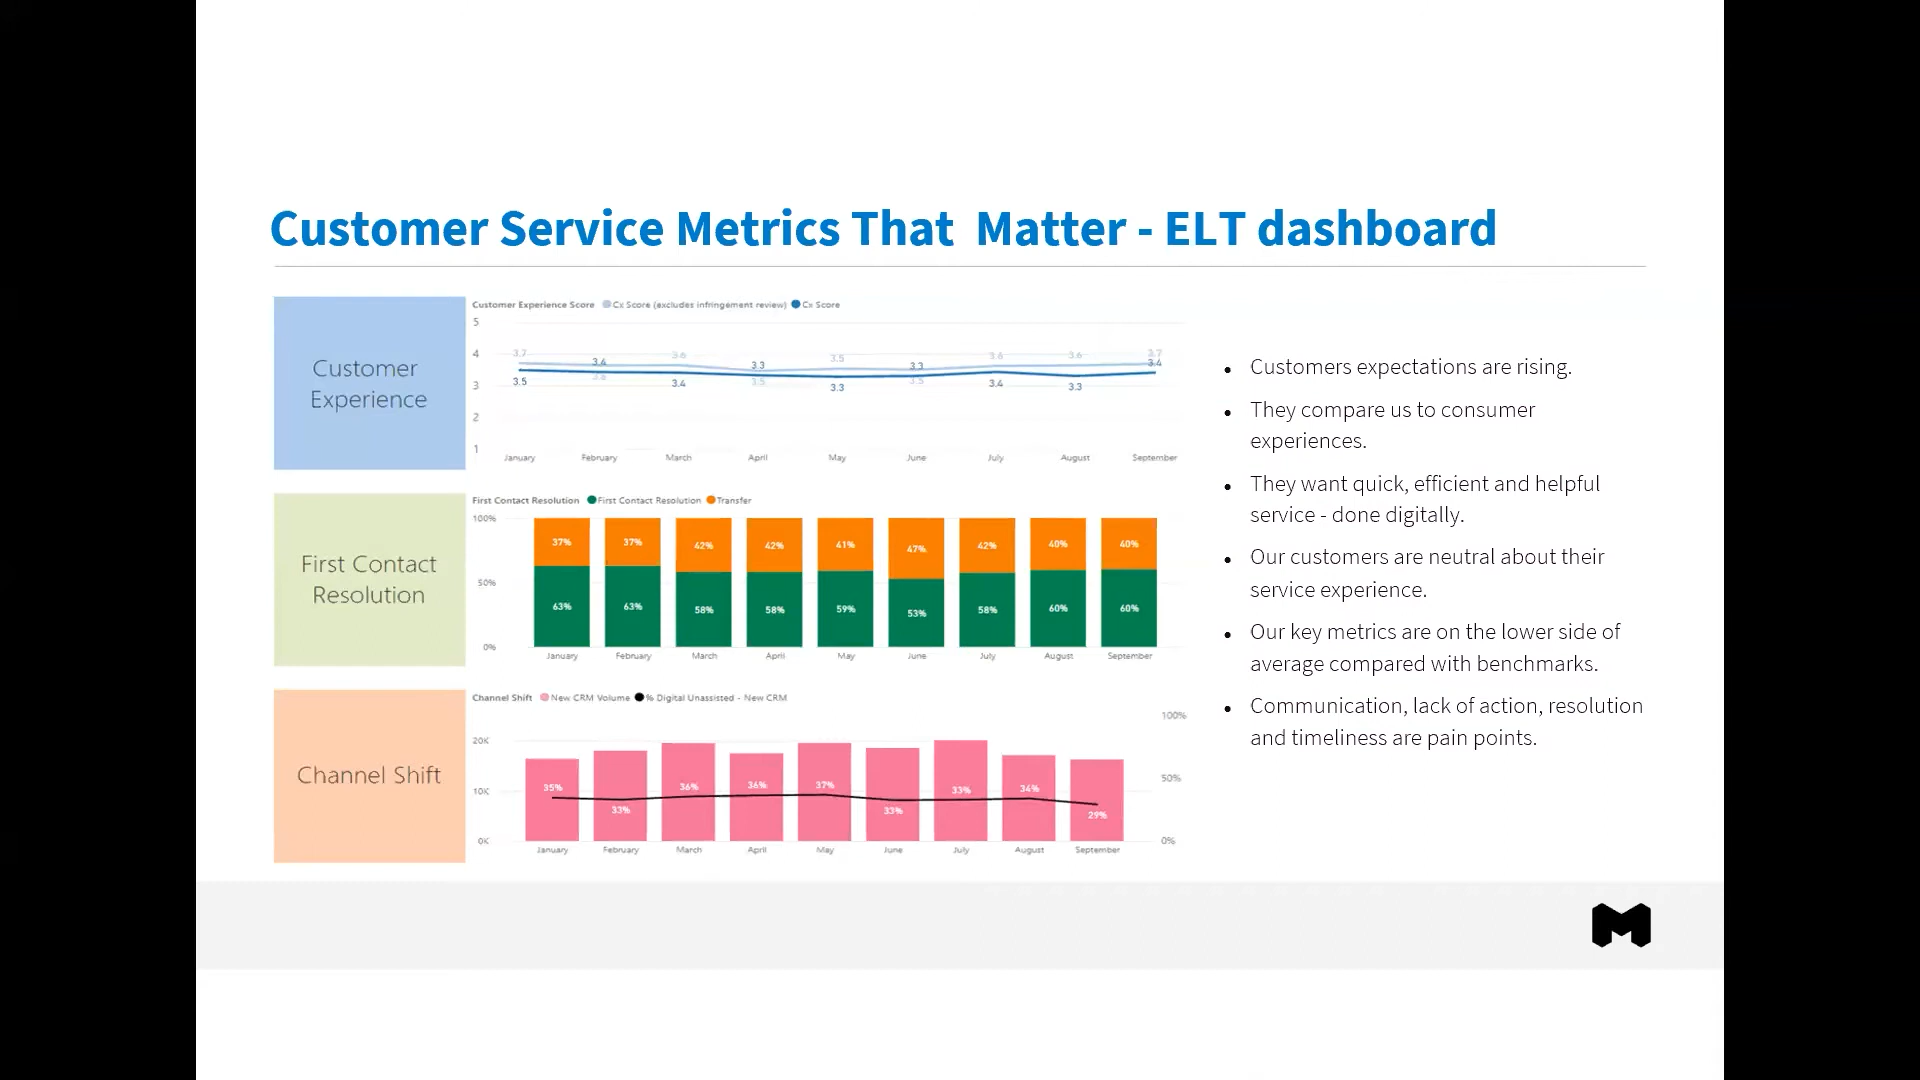 Customer Service Metrics That  Matter - ELT dashboard
Customer
Experience
Customer Experience Score Cx Score (excludes infringement review) Cx Score
5
4
3
2
1
3.7 3.4 3.6 3.3 3.5 3.3 3.6 3.6 3.7
3.5 3.6 3.4 3.5 3.3 3.5 3.4 3.3 3.4
January February March April May June July August September
First Contact
Resolution
First Contact Resolution First Contact Resolution Transfer
100%
50%
0%
37% 37% 42% 42% 41% 47% 42% 40% 40%
63% 63% 58% 58% 59% 53% 58% 60% 60%
January February March April May June July August September
Channel Shift
Channel Shift New CRM Volume % Digital Unassisted - New CRM
20K
10K
0K
100%
50%
0%
35% 33% 36% 36% 37% 33% 33% 34% 29%
January February March April May June July August September
Customers expectations are rising.
They compare us to consumer
experiences.
They want quick, efficient and helpful
service - done digitally.
Our customers are neutral about their
service experience.
Our key metrics are on the lower side of
average compared with benchmarks.
Communication, lack of action, resolution
and timeliness are pain points.